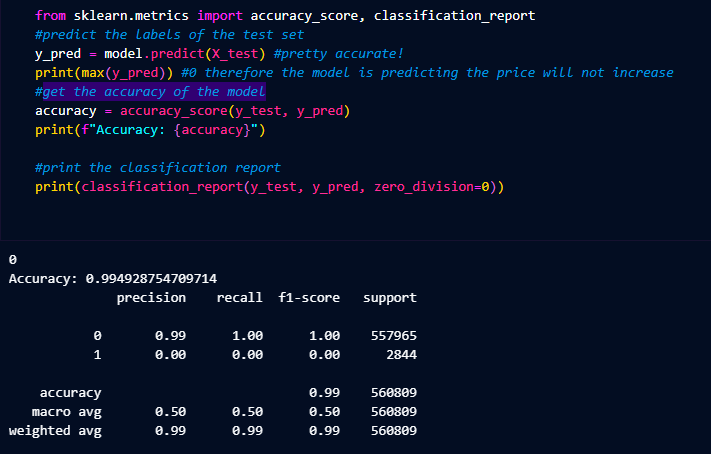 from sklearn.metrics import accuracy_score, classification_report
#predict the labels of the test set
y_pred = model.predict(X_test) #pretty accurate!
print(max(y_pred)) #0 therefore the model is predicting the price will not increase
#get the accuracy of the model
accuracy = accuracy_score(y_test, y_pred)
print(f"Accuracy: {accuracy}")
#print the classification report
print(classification_report(y_test, y_pred, zero_division=0))
0
Accuracy: 0.994928754709714
precision recall f1-score support
0 0.99 1.00 1.00 557965
1 0.00 0.00 0.00 2844
accuracy 0.99 560809
macro avg 0.50 0.50 0.50 560809
weighted avg 0.99 0.99 0.99 560809